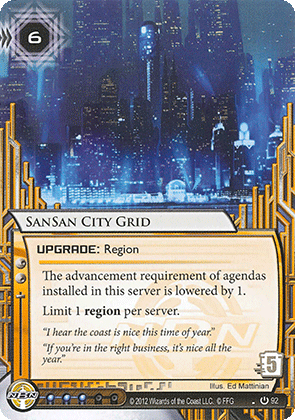 6
SANSAN CITY GRID
UPGRADE: Region
The advancement requirement of agendas
installed in this server is lowered by 1.
Limit 1 region per server.
“I hear the coast is nice this time of year.”
“If you’re in the right business, it’s nice all the
year.”
5
Illus. Ed Mattinian
NBN
©2012 Wizards of the Coast LLC. © FFG
92